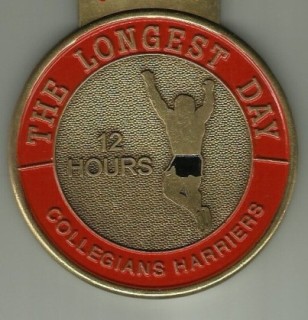 THE LONGEST DAY
12
HOURS
COLLEGIANS HARRIERS